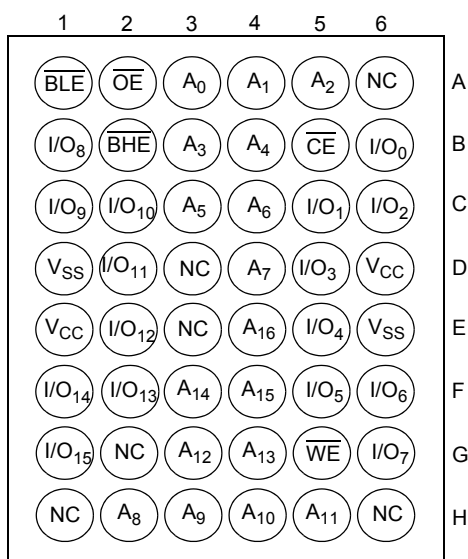 1 2 3 4 5 6
BLE OE A0 A1 A2 NC A
I/O8 BHE A3 A4 CE I/O0 B
I/O9 I/O10 A5 A6 I/O1 I/O2 C
VSS I/O11 NC A7 I/O3 VCC D
VCC I/O12 NC A16 I/O4 VSS E
I/O14 I/O13 A14 A15 I/O5 I/O6 F
I/O15 NC A12 A13 WE I/O7 G
NC A8 A9 A10 A11 NC H